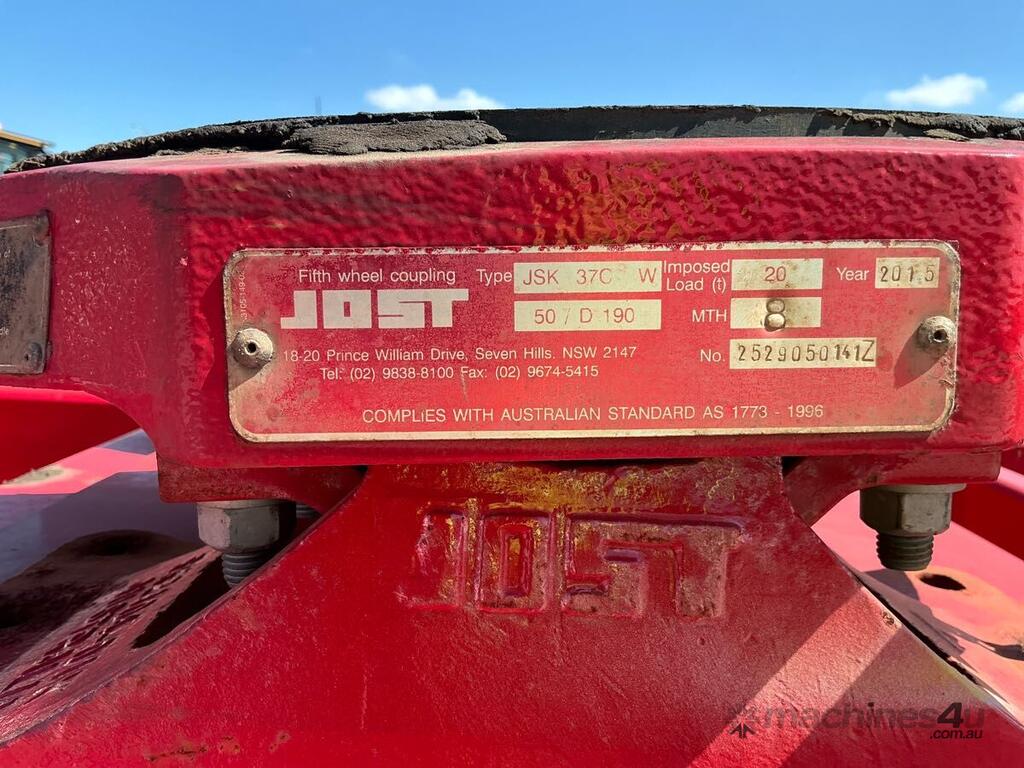 Fifth wheel coupling Type JSK 37C W Imposed Load (t) 20 Year 2015
JOST 50 / D 190 MTH 8
18-20 Prince William Drive, Seven Hills. NSW 2147 No. 2529050141Z
Tel: (02) 9838-8100 Fax: (02) 9674-5415
COMPLIES WITH AUSTRALIAN STANDARD AS 1773 - 1996
JOST
machines4u
.com.au